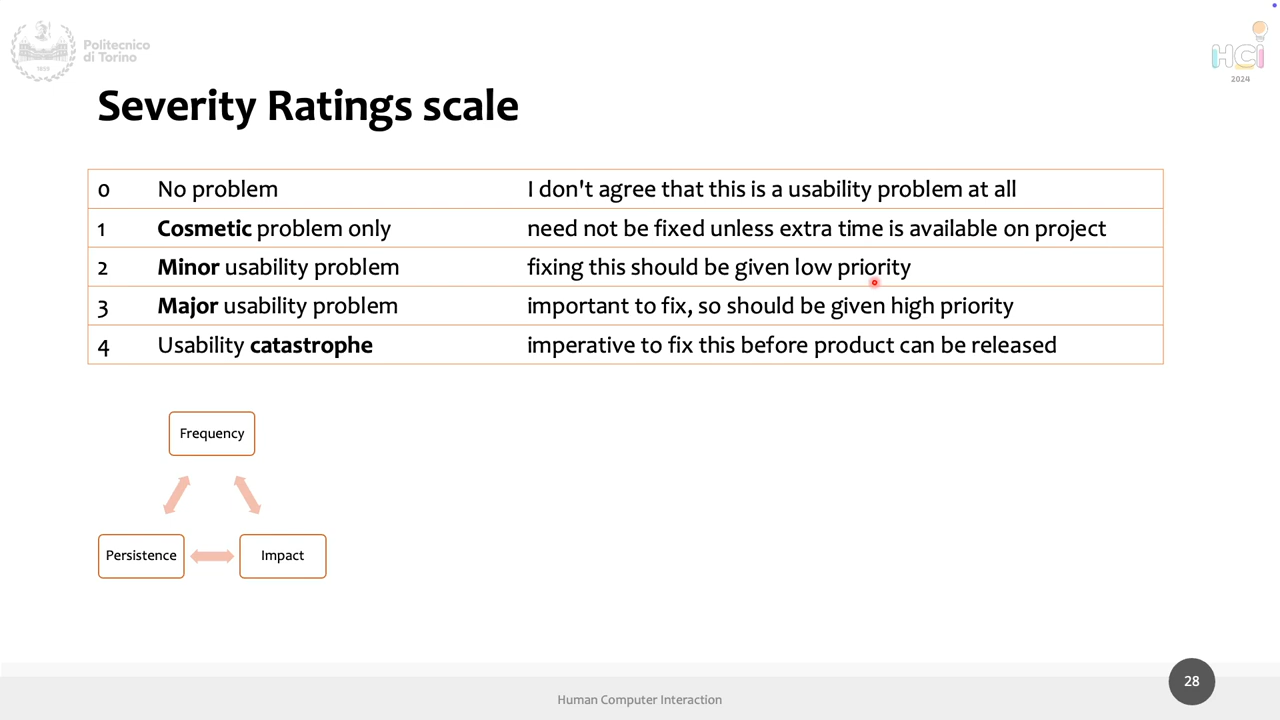 Politecnico
di Torino
1859
HCI
2024
Severity Ratings scale
0 No problem I don't agree that this is a usability problem at all
1 Cosmetic problem only need not be fixed unless extra time is available on project
2 Minor usability problem fixing this should be given low priority
3 Major usability problem important to fix, so should be given high priority
4 Usability catastrophe imperative to fix this before product can be released
Frequency
Persistence
Impact
Human Computer Interaction
28